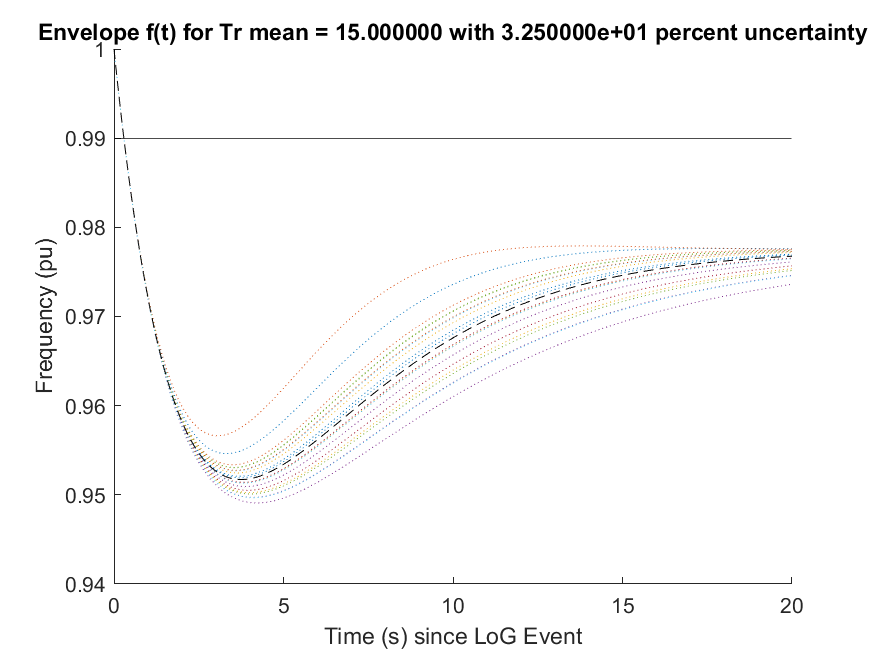 Envelope f(t) for Tr mean = 15.000000 with 3.250000e+01 percent uncertainty
1
0.99
0.98
0.97
0.96
0.95
0.94
Frequency (pu)
0 5 10 15 20
Time (s) since LoG Event